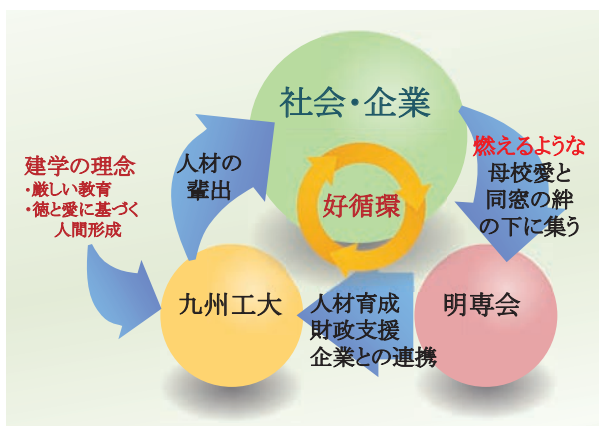 社会・企業
建学の理念
・厳しい教育
・徳と愛に基づく
人間形成
人材の
輩出
好循環
燃えるような
母校愛と
同窓の絆
の下に集う
九州工大
人材育成
財政支援
企業との連携
明専会